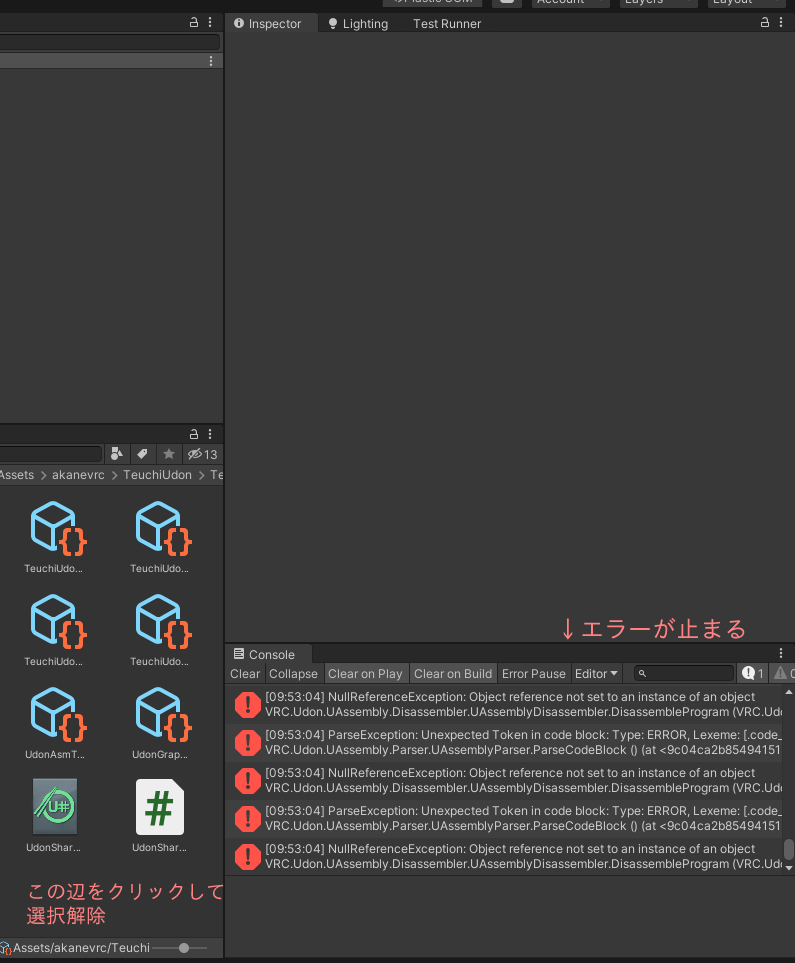 Inspector
Lighting
Test Runner
13
Assets > akanevrc > TeuchiUdon > Te
TeuchiUdo...
TeuchiUdo...
TeuchiUdo...
TeuchiUdo...
UdonAsmT...
UdonGrap...
UdonShar...
UdonShar...
この辺をクリックして
選択解除
Assets/akanevrc/Teuchi
↓エラーが止まる
Console
Clear Collapse Clear on Play Clear on Build Error Pause Editor 1 0
[09:53:04] NullReferenceException: Object reference not set to an instance of an object
VRC.Udon.UAssembly.Disassembler.UAssemblyDisassembler.DisassembleProgram (VRC.Udo
[09:53:04] ParseException: Unexpected Token in code block: Type: ERROR, Lexeme: [.code_
VRC.Udon.UAssembly.Parser.UAssemblyParser.ParseCodeBlock () (at <9c04ca2b85494151
[09:53:04] NullReferenceException: Object reference not set to an instance of an object
VRC.Udon.UAssembly.Disassembler.UAssemblyDisassembler.DisassembleProgram (VRC.Udo
[09:53:04] ParseException: Unexpected Token in code block: Type: ERROR, Lexeme: [.code_
VRC.Udon.UAssembly.Parser.UAssemblyParser.ParseCodeBlock () (at <9c04ca2b85494151
[09:53:04] NullReferenceException: Object reference not set to an instance of an object
VRC.Udon.UAssembly.Disassembler.UAssemblyDisassembler.DisassembleProgram (VRC.Udo